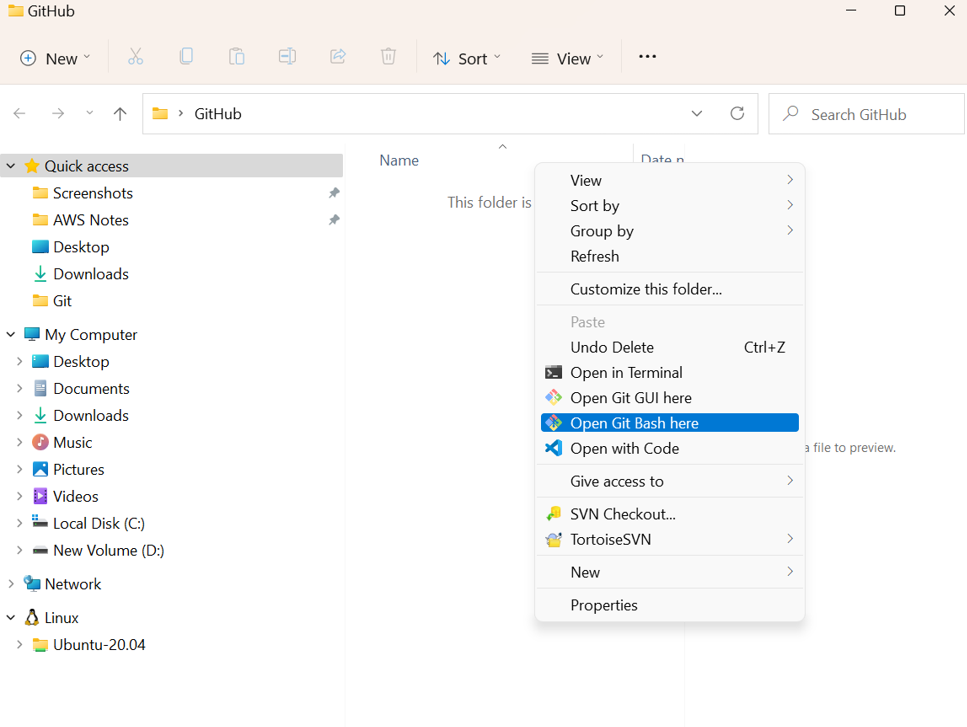 GitHub
New
Sort
View
GitHub
Search GitHub
Quick access
Screenshots
AWS Notes
Desktop
Downloads
Git
My Computer
Desktop
Documents
Downloads
Music
Pictures
Videos
Local Disk (C:)
New Volume (D:)
Network
Linux
Ubuntu-20.04
Name
Date
This folder is
View
Sort by
Group by
Refresh
Customize this folder...
Paste
Undo Delete Ctrl+Z
Open in Terminal
Open Git GUI here
Open Git Bash here
Open with Code
Give access to
SVN Checkout...
TortoiseSVN
New
Properties
a file to preview.